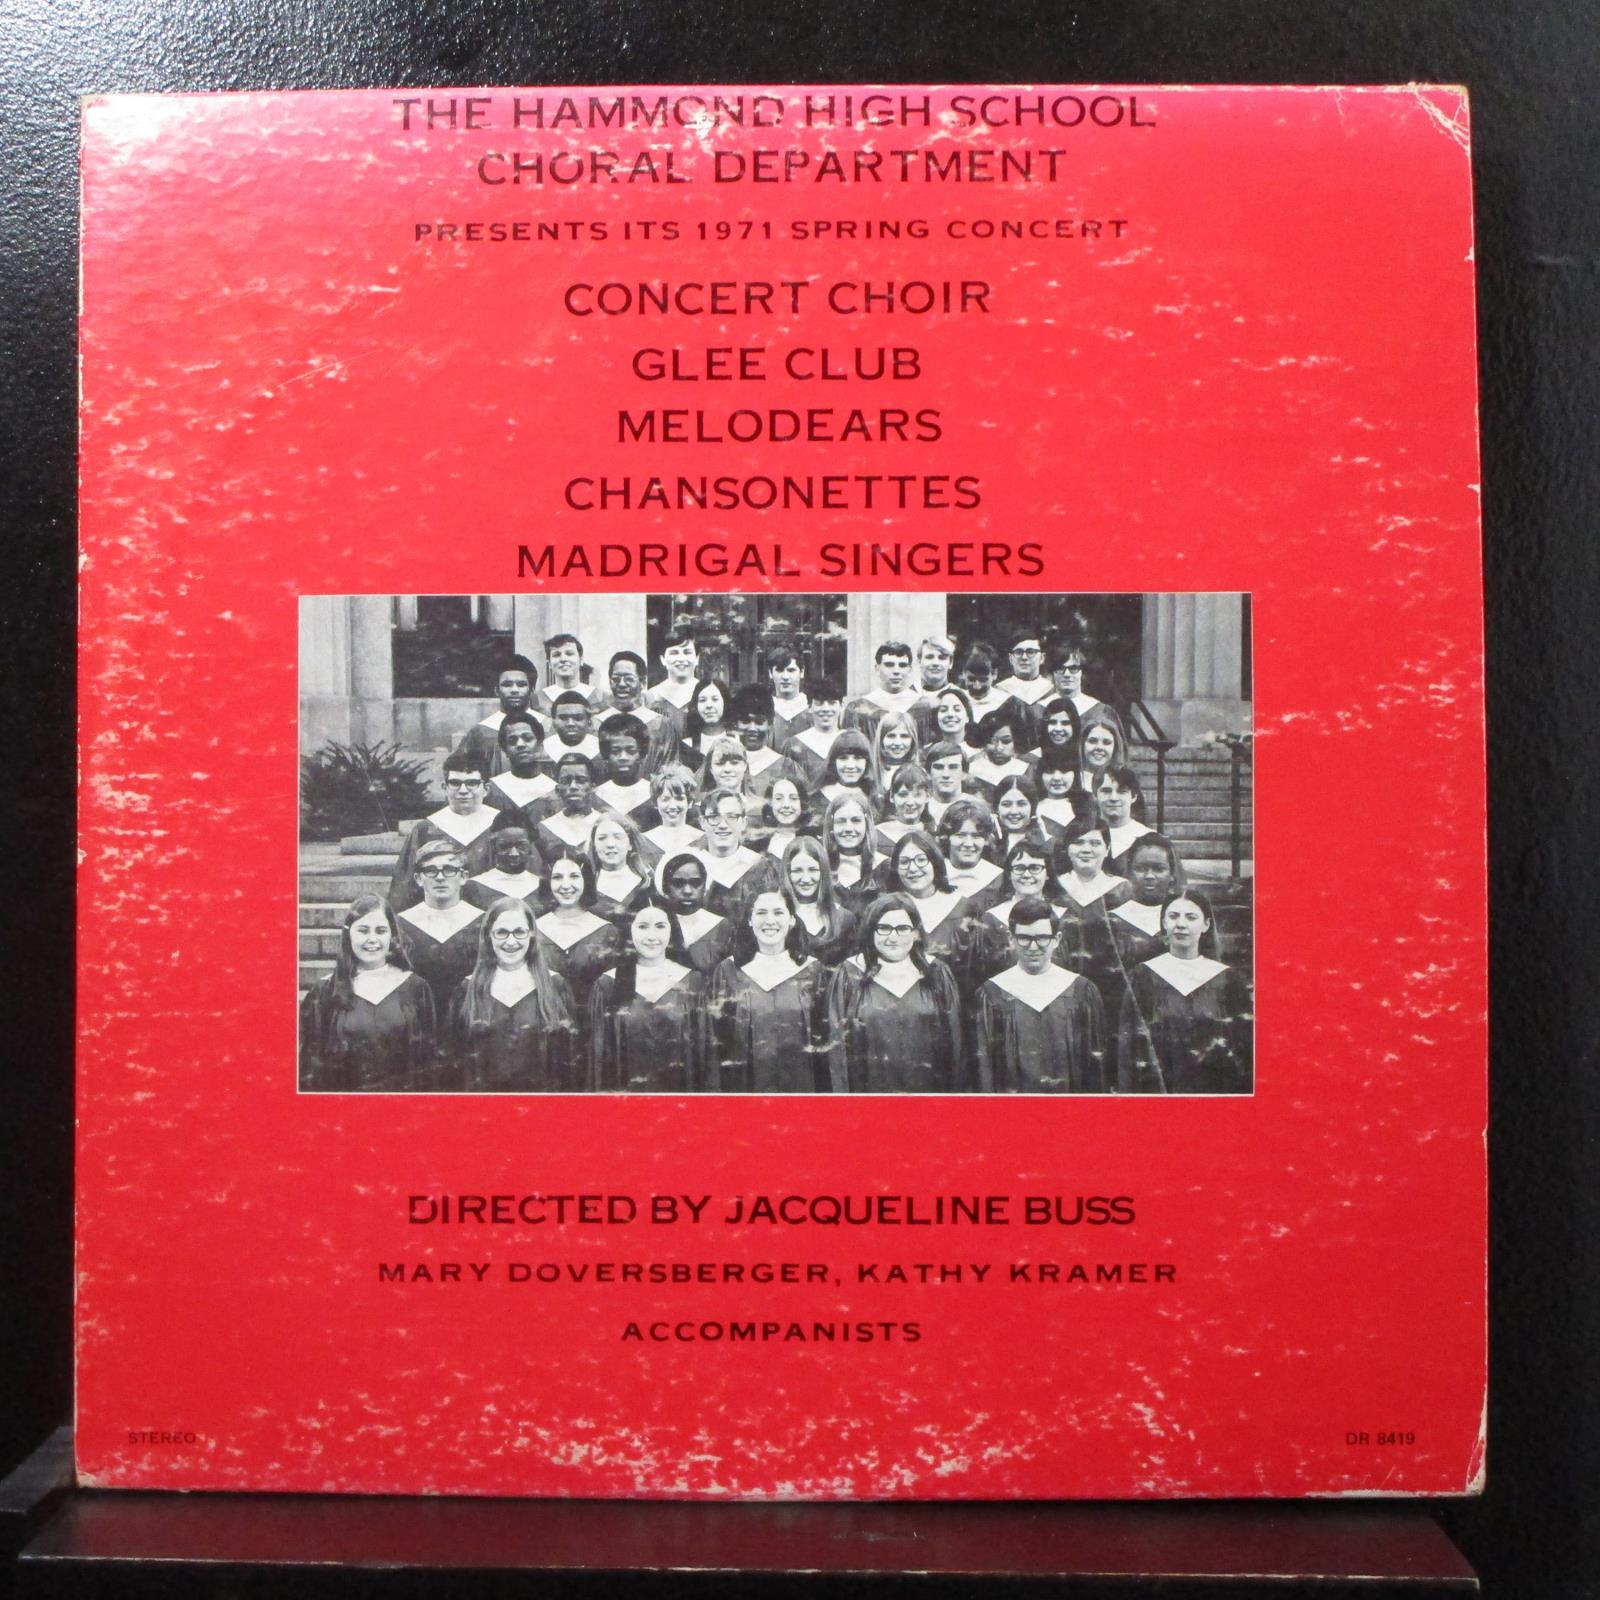 THE HAMMOND HIGH SCHOOL
CHORAL DEPARTMENT
PRESENTS ITS 1971 SPRING CONCERT
CONCERT CHOIR
GLEE CLUB
MELODEARS
CHANSONETTES
MADRIGAL SINGERS
DIRECTED BY JACQUELINE BUSS
MARY DOVERSBERGER, KATHY KRAMER
ACCOMPANISTS
STEREO
DR 8419